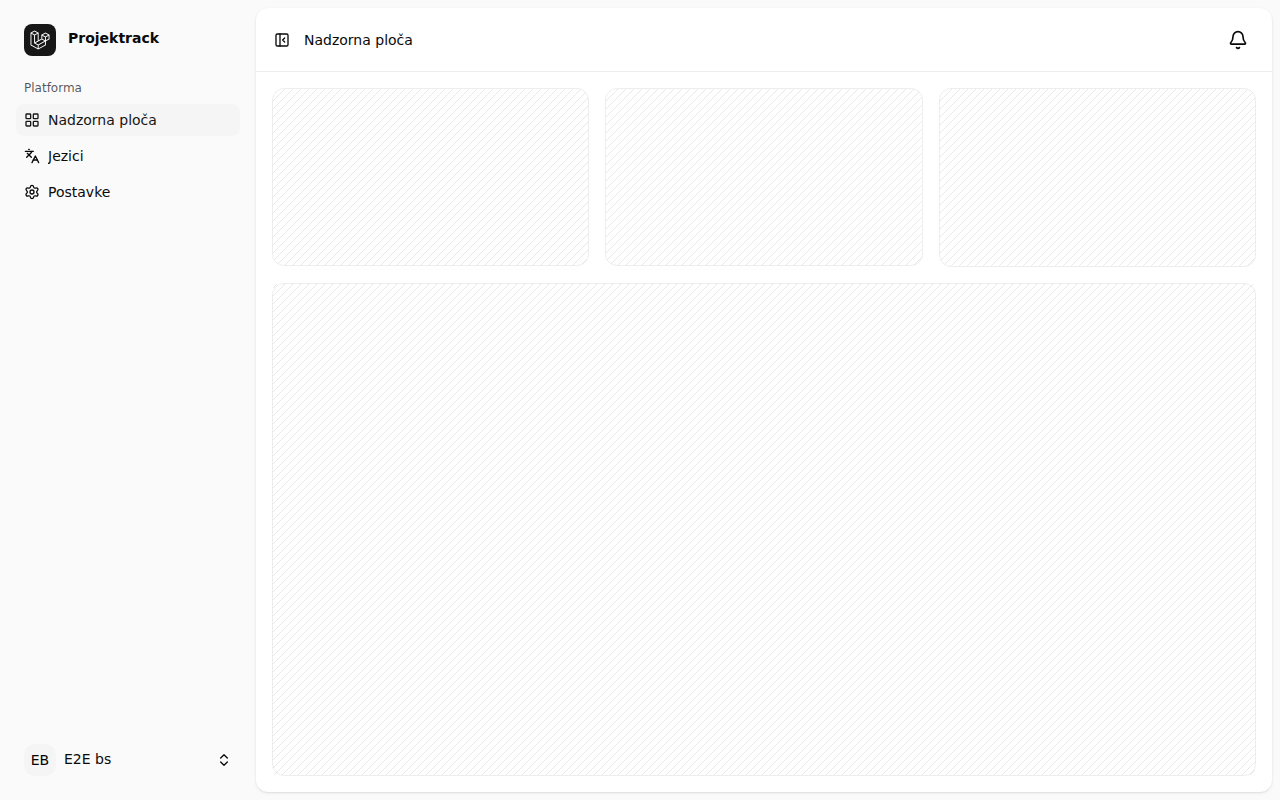 Projektrack
Platforma
Nadzorna ploča
Jezici
Postavke
EB
E2E bs
Nadzorna ploča